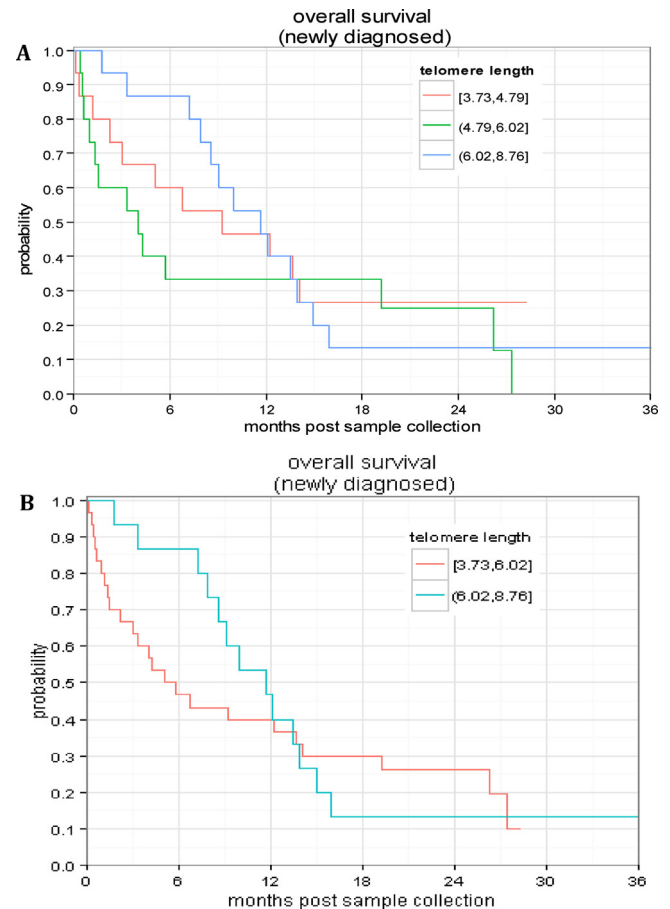 overall survival
(newly diagnosed)
A
1.0
0.9
0.8
0.7
0.6
0.5
0.4
0.3
0.2
0.1
0.0
probability
telomere length
[3.73,4.79]
(4.79,6.02]
(6.02,8.76]
0 6 12 18 24 30 36
months post sample collection
overall survival
(newly diagnosed)
B
1.0
0.9
0.8
0.7
0.6
0.5
0.4
0.3
0.2
0.1
0.0
probability
telomere length
[3.73,6.02]
(6.02,8.76]
0 6 12 18 24 30 36
months post sample collection